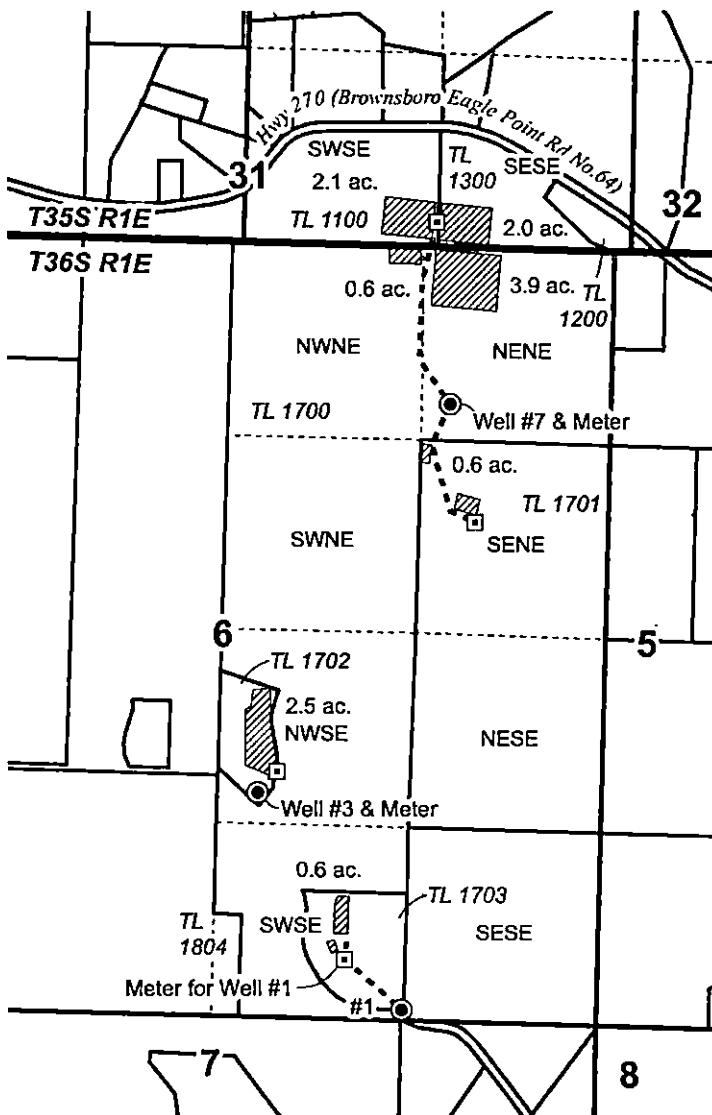 Hwy 270 (Brownsboro Eagle Point Rd No.64)
SWSE
TL
1300
SESE
31
2.1 ac.
32
T35S R1E
TL 1100
2.0 ac.
T36S R1E
0.6 ac.
3.9 ac.
TL
1200
NWNE
NENE
TL 1700
Well #7 & Meter
0.6 ac.
TL 1701
SWNE
SENE
6
5
TL 1702
2.5 ac.
NWSE
NESE
Well #3 & Meter
0.6 ac.
TL 1703
TL
1804
SWSE
SESE
Meter for Well #1
#1
7
8